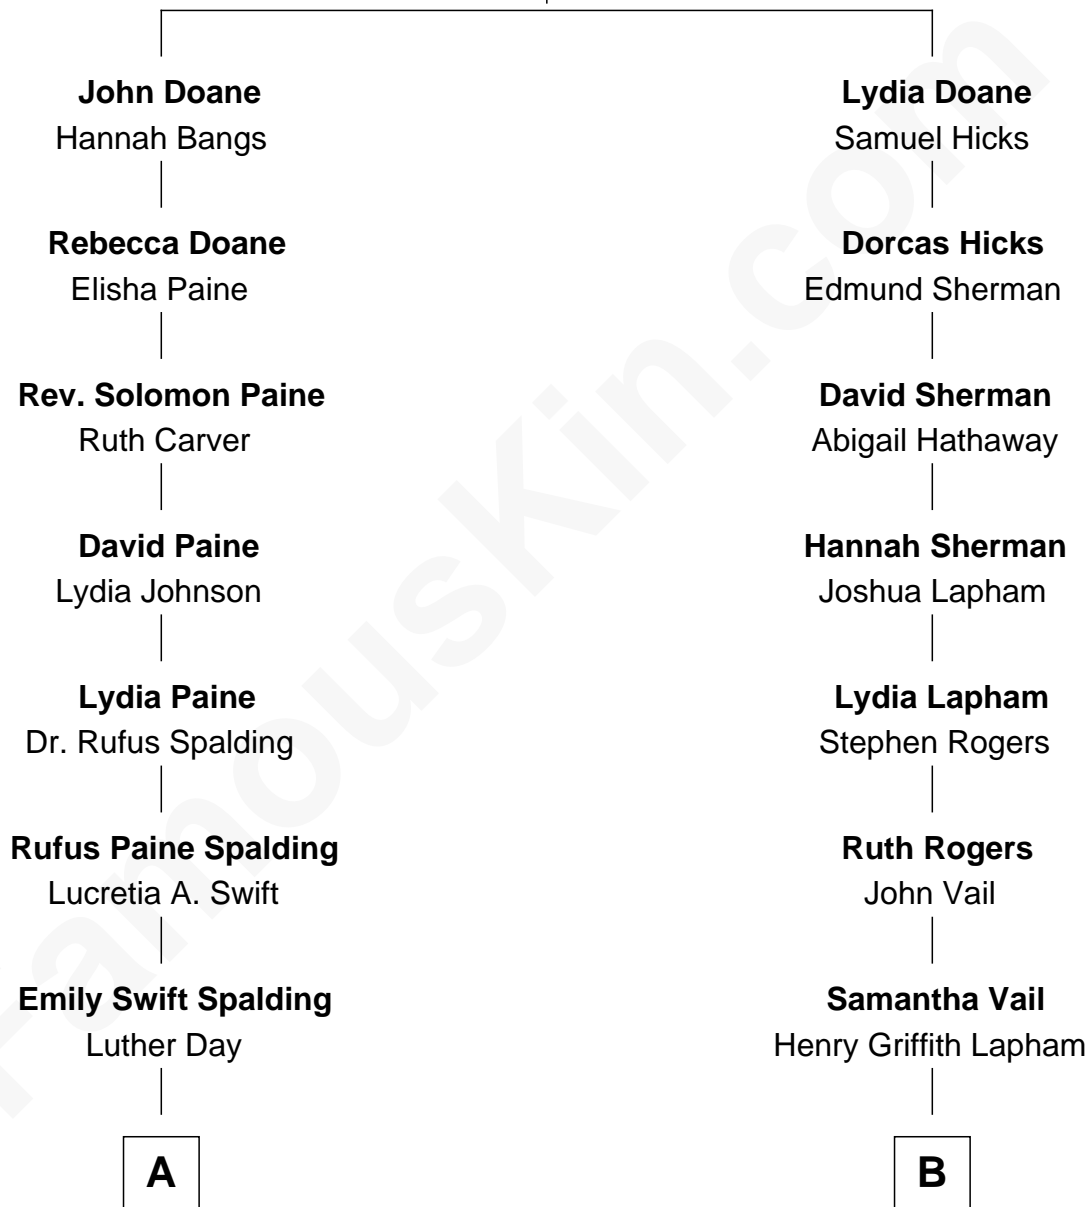 John Doane
Hannah Bangs
Rebecca Doane
Elisha Paine
Rev. Solomon Paine
Ruth Carver
David Paine
Lydia Johnson
Lydia Paine
Dr. Rufus Spalding
Rufus Paine Spalding
Lucretia A. Swift
Emily Swift Spalding
Luther Day
A
Lydia Doane
Samuel Hicks
Dorcas Hicks
Edmund Sherman
David Sherman
Abigail Hathaway
Hannah Sherman
Joshua Lapham
Lydia Lapham
Stephen Rogers
Ruth Rogers
John Vail
Samantha Vail
Henry Griffith Lapham
B
FamousKin.com